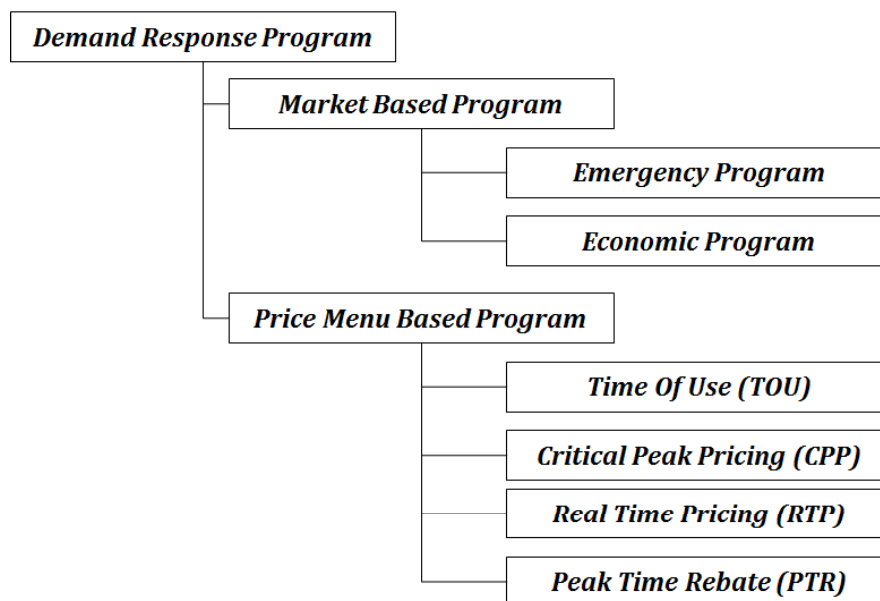 Demand Response Program
Market Based Program
Emergency Program
Economic Program
Price Menu Based Program
Time Of Use (TOU)
Critical Peak Pricing (CPP)
Real Time Pricing (RTP)
Peak Time Rebate (PTR)